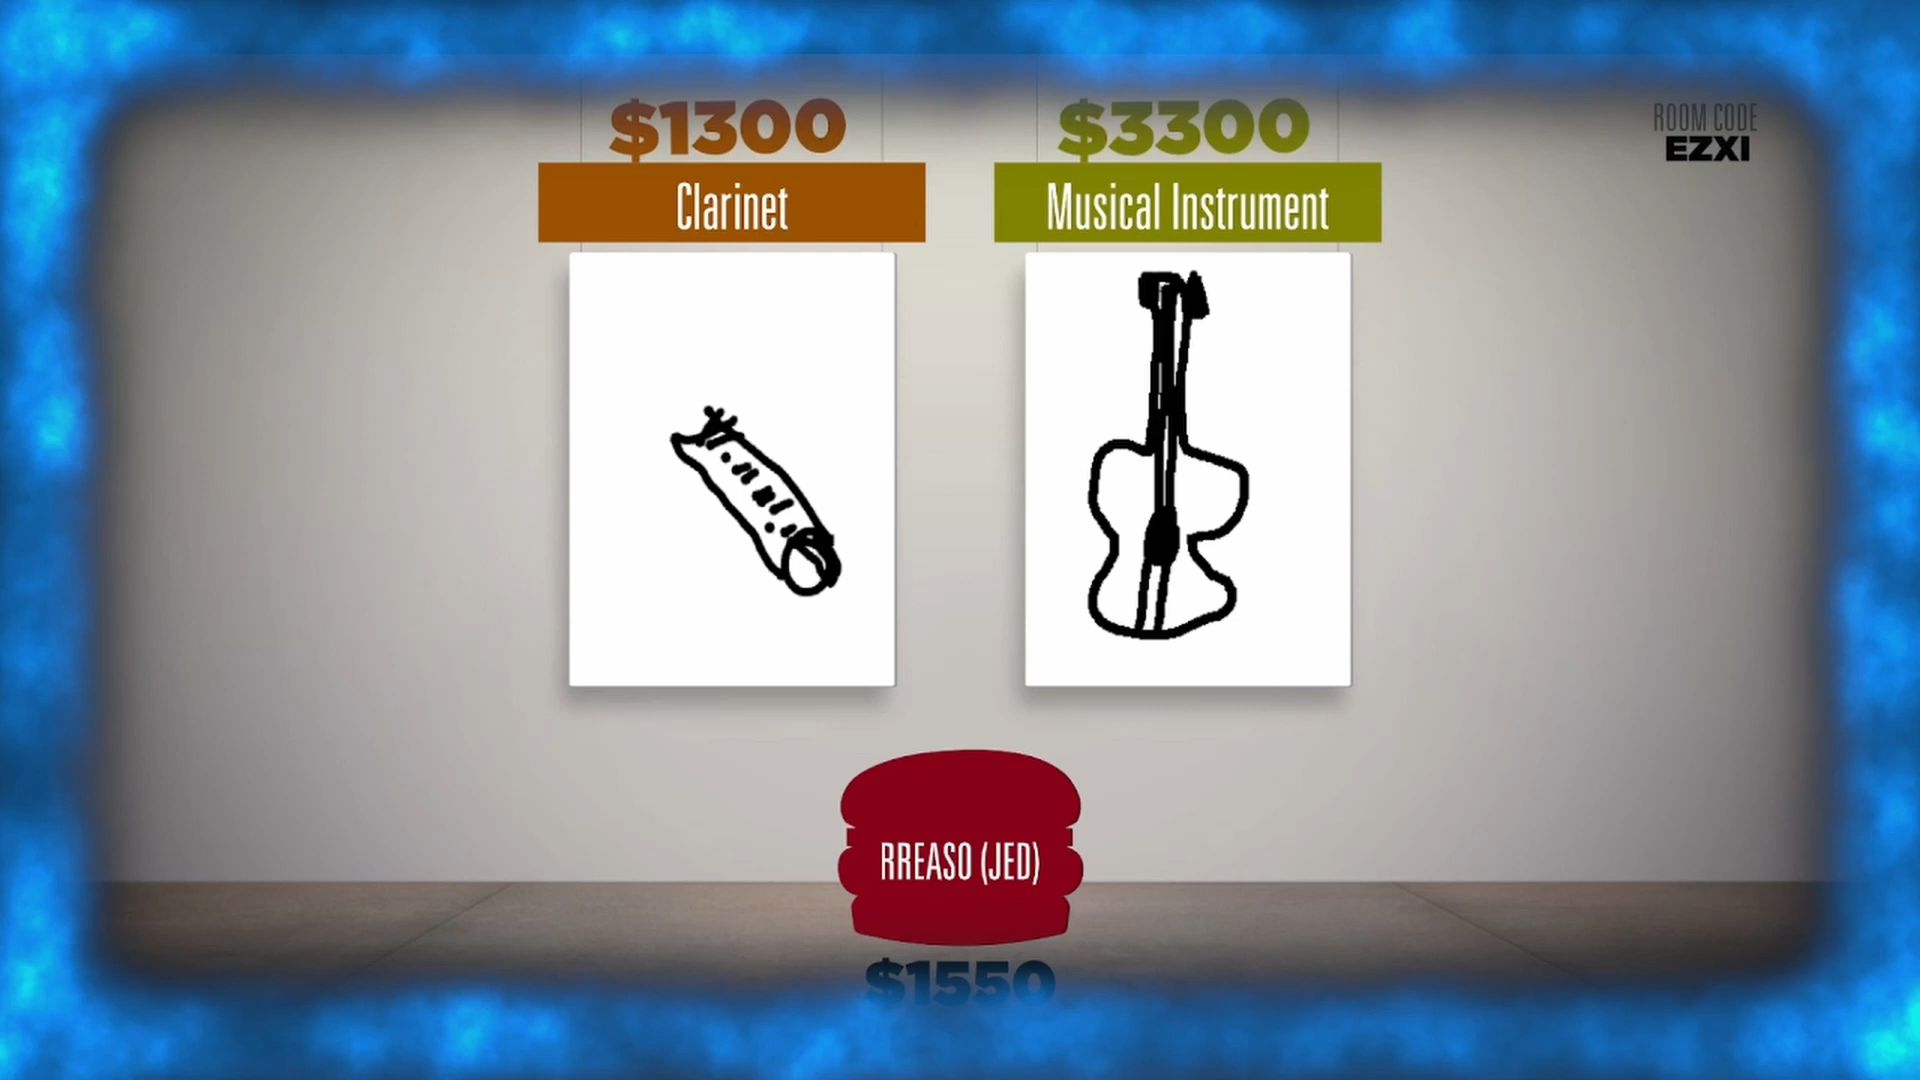 $1300
$3300
ROOM CODE
EZXI
Clarinet
Musical Instrument
RREASO (JED)
$1550